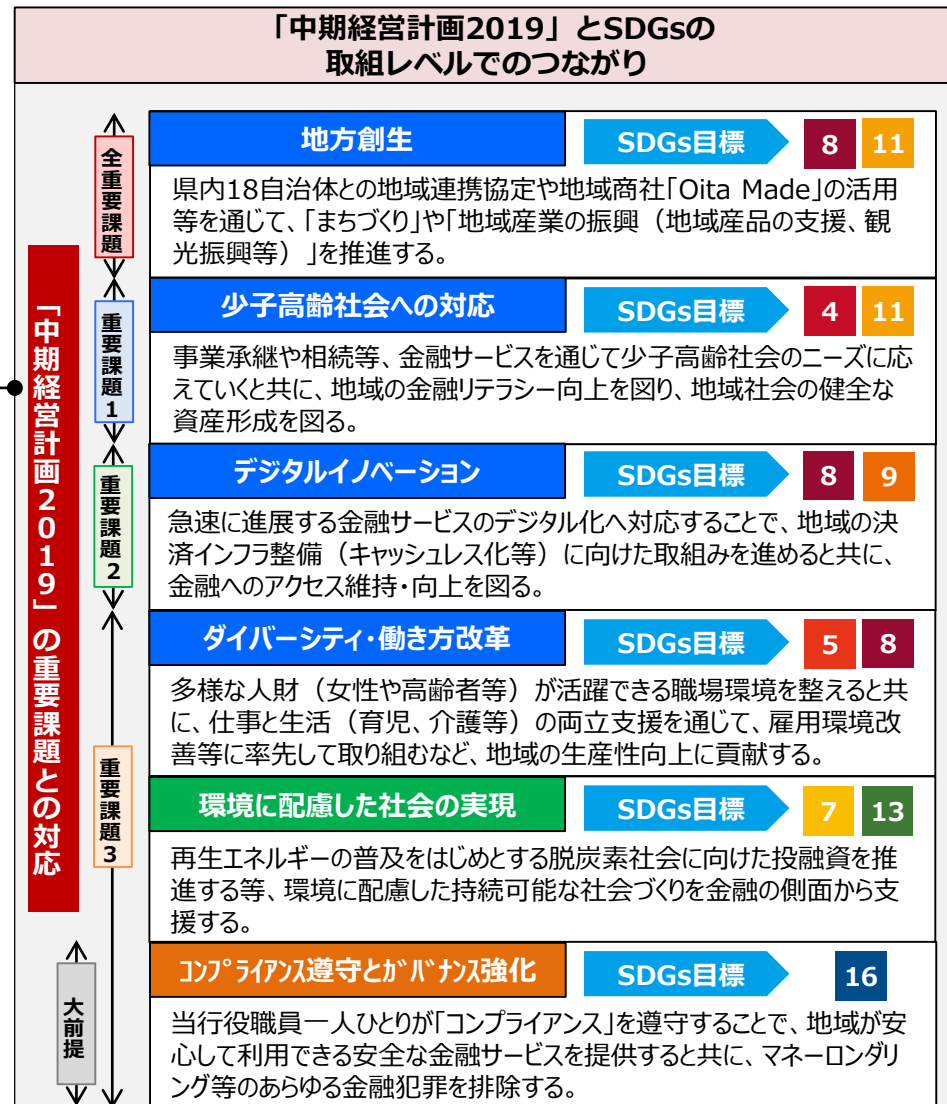 「中期経営計画2019」とSDGsの
取組レベルでのつながり
「中期経営計画2019」の重要課題との対応
全重要課題
地方創生
SDGs目標
8 11
県内18自治体との地域連携協定や地域商社「Oita Made」の活用
等を通じて、「まちづくり」や「地域産業の振興（地域産品の支援、観
光振興等）」を推進する。
重要課題1
少子高齢社会への対応
SDGs目標
4 11
事業承継や相続等、金融サービスを通じて少子高齢社会のニーズに応
えていくと共に、地域の金融リテラシー向上を図り、地域社会の健全な
資産形成を図る。
重要課題2
デジタルイノベーション
SDGs目標
8 9
急速に進展する金融サービスのデジタル化へ対応することで、地域の決
済インフラ整備（キャッシュレス化等）に向けた取組みを進めると共に、
金融へのアクセス維持・向上を図る。
重要課題3
ダイバーシティ・働き方改革
SDGs目標
5 8
多様な人財（女性や高齢者等）が活躍できる職場環境を整えると共
に、仕事と生活（育児、介護等）の両立支援を通じて、雇用環境改
善等に率先して取り組むなど、地域の生産性向上に貢献する。
環境に配慮した社会の実現
SDGs目標
7 13
再生エネルギーの普及をはじめとする脱炭素社会に向けた投融資を推
進する等、環境に配慮した持続可能な社会づくりを金融の側面から支
援する。
大前提
ｺﾝﾌﾟﾗｲｱﾝｽ遵守とｶﾞﾊﾞﾅﾝｽ強化
SDGs目標
16
当行役職員一人ひとりが「コンプライアンス」を遵守することで、地域が安
心して利用できる安全な金融サービスを提供すると共に、マネーロンダリ
ング等のあらゆる金融犯罪を排除する。